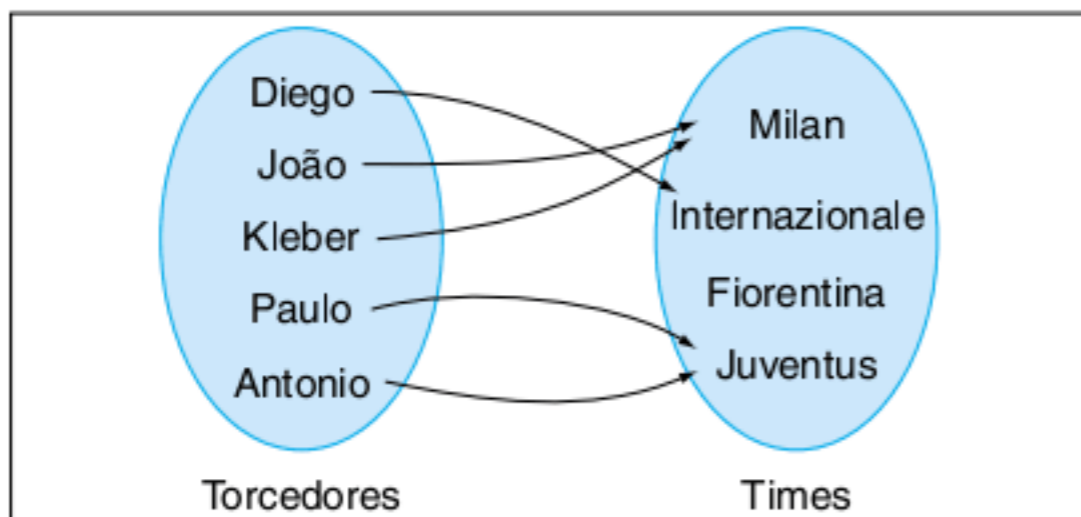 Diego
João
Kleber
Paulo
Antonio
Torcedores
Milan
Internazionale
Fiorentina
Juventus
Times